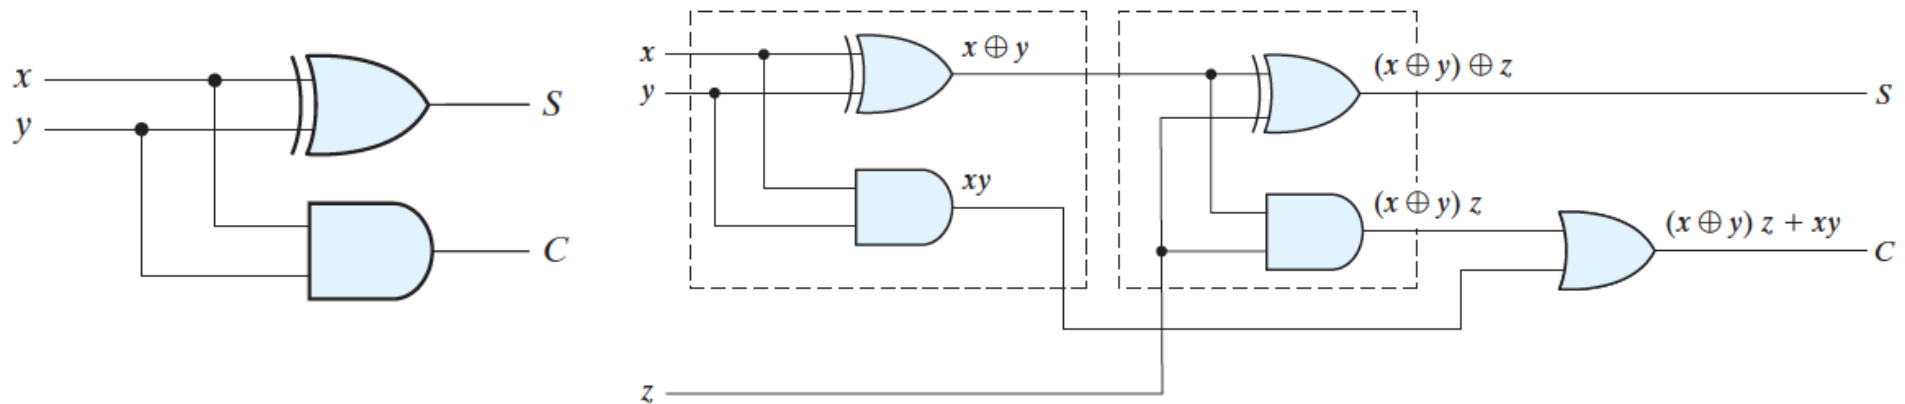 x
y
S
C
x
y
x ⊕ y
xy
z
(x ⊕ y) ⊕ z
(x ⊕ y) z
S
(x ⊕ y) z + xy
C